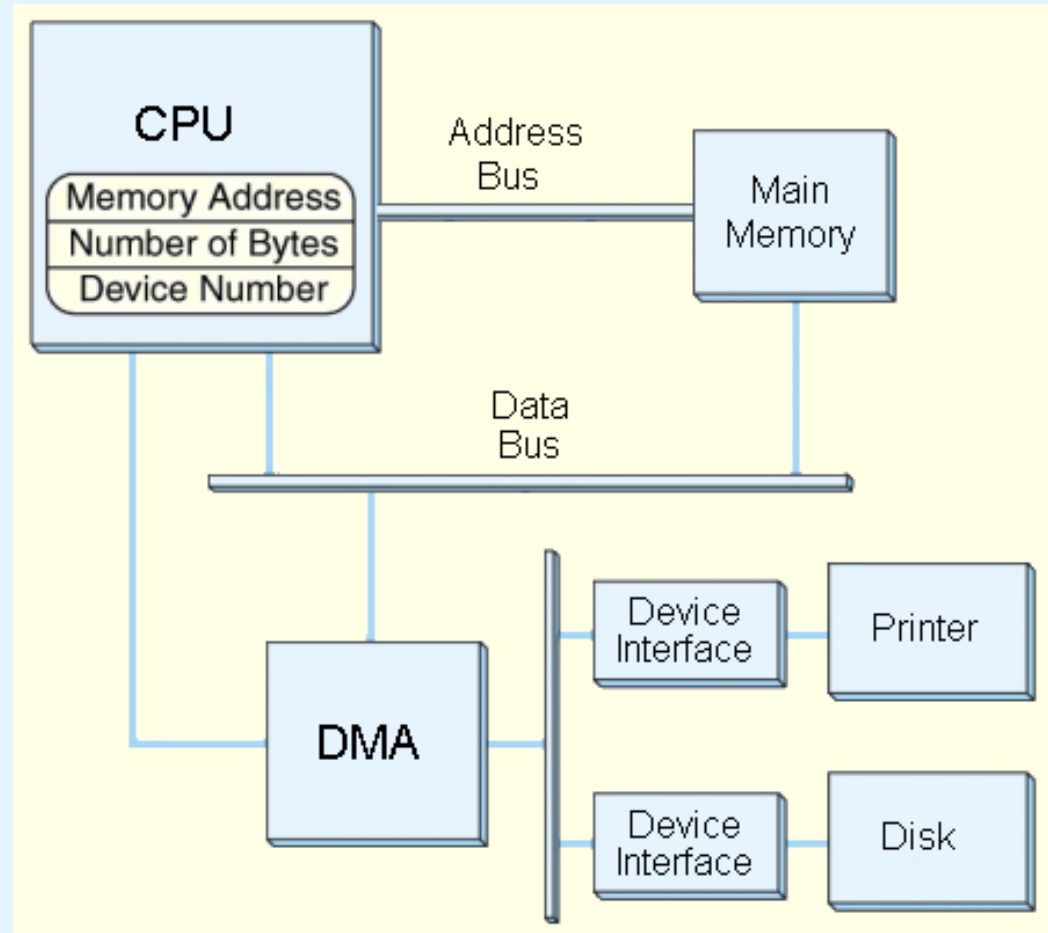 CPU
Memory Address
Number of Bytes
Device Number
Address
Bus
Main
Memory
Data
Bus
DMA
Device
Interface
Printer
Device
Interface
Disk